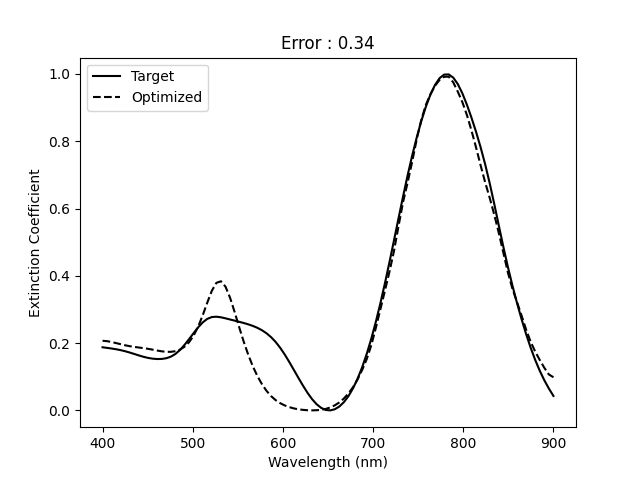 Error : 0.34
Target
Optimized
1.0
0.8
0.6
0.4
0.2
0.0
Extinction Coefficient
400 500 600 700 800 900
Wavelength (nm)